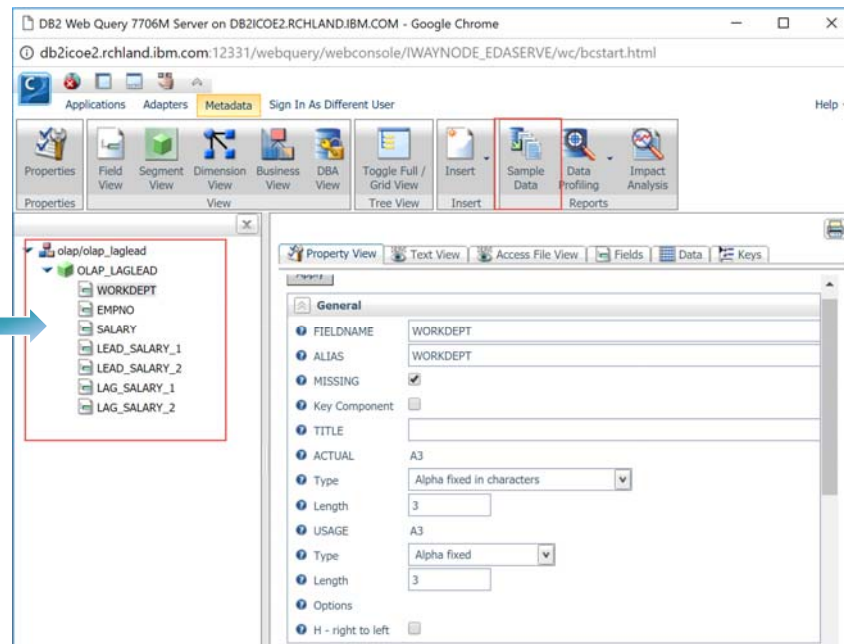 DB2 Web Query 7706M Server on DB2ICOE2.RCHLAND.IBM.COM - Google Chrome
db2icoe2.rchland.ibm.com:12331/webquery/webconsole/IWAYNODE_EDASERVE/wc/bcstart.html
Applications Adapters Metadata Sign In As Different User Help
Properties Field View Segment View Dimension View Business View DBA View Toggle Full / Grid View Insert Sample Data Data Profiling Impact Analysis
Properties View Tree View Insert Reports
olap/olap_laglead
OLAP_LAGLEAD
WORKDEPT
EMPNO
SALARY
LEAD_SALARY_1
LEAD_SALARY_2
LAG_SALARY_1
LAG_SALARY_2
Property View Text View Access File View Fields Data Keys
Apply
General
FIELDNAME WORKDEPT
ALIAS WORKDEPT
MISSING
Key Component
TITLE
ACTUAL A3
Type Alpha fixed in characters
Length 3
USAGE A3
Type Alpha fixed
Length 3
Options
H - right to left